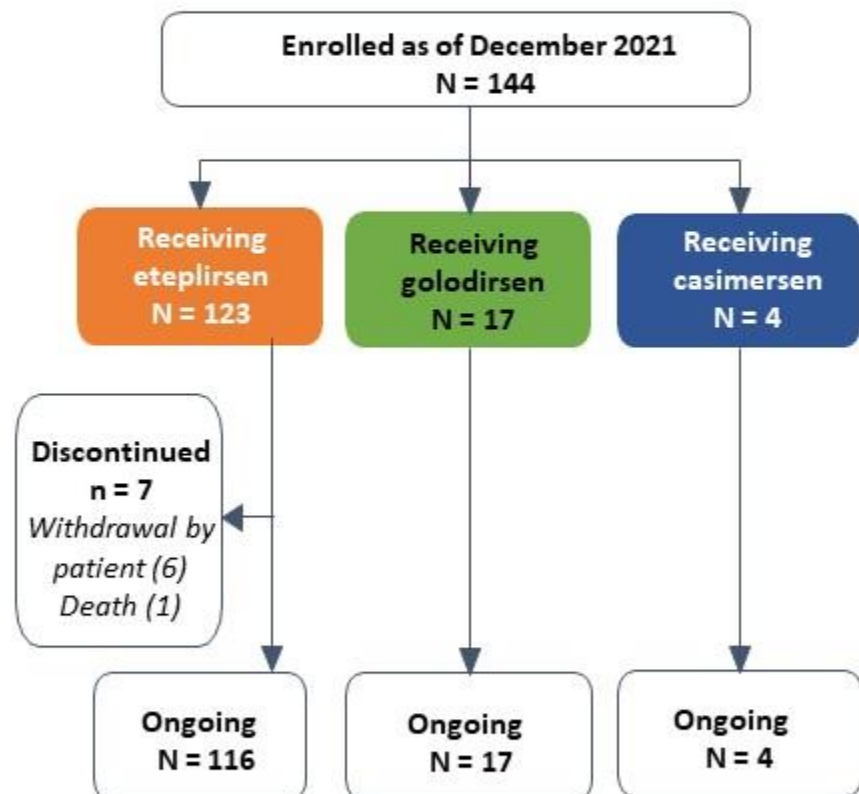 Enrolled as of December 2021
N = 144
Receiving
eteplirsen
N = 123
Receiving
golodirsen
N = 17
Receiving
casimersen
N = 4
Discontinued
n = 7
Withdrawal by
patient (6)
Death (1)
Ongoing
N = 116
Ongoing
N = 17
Ongoing
N = 4